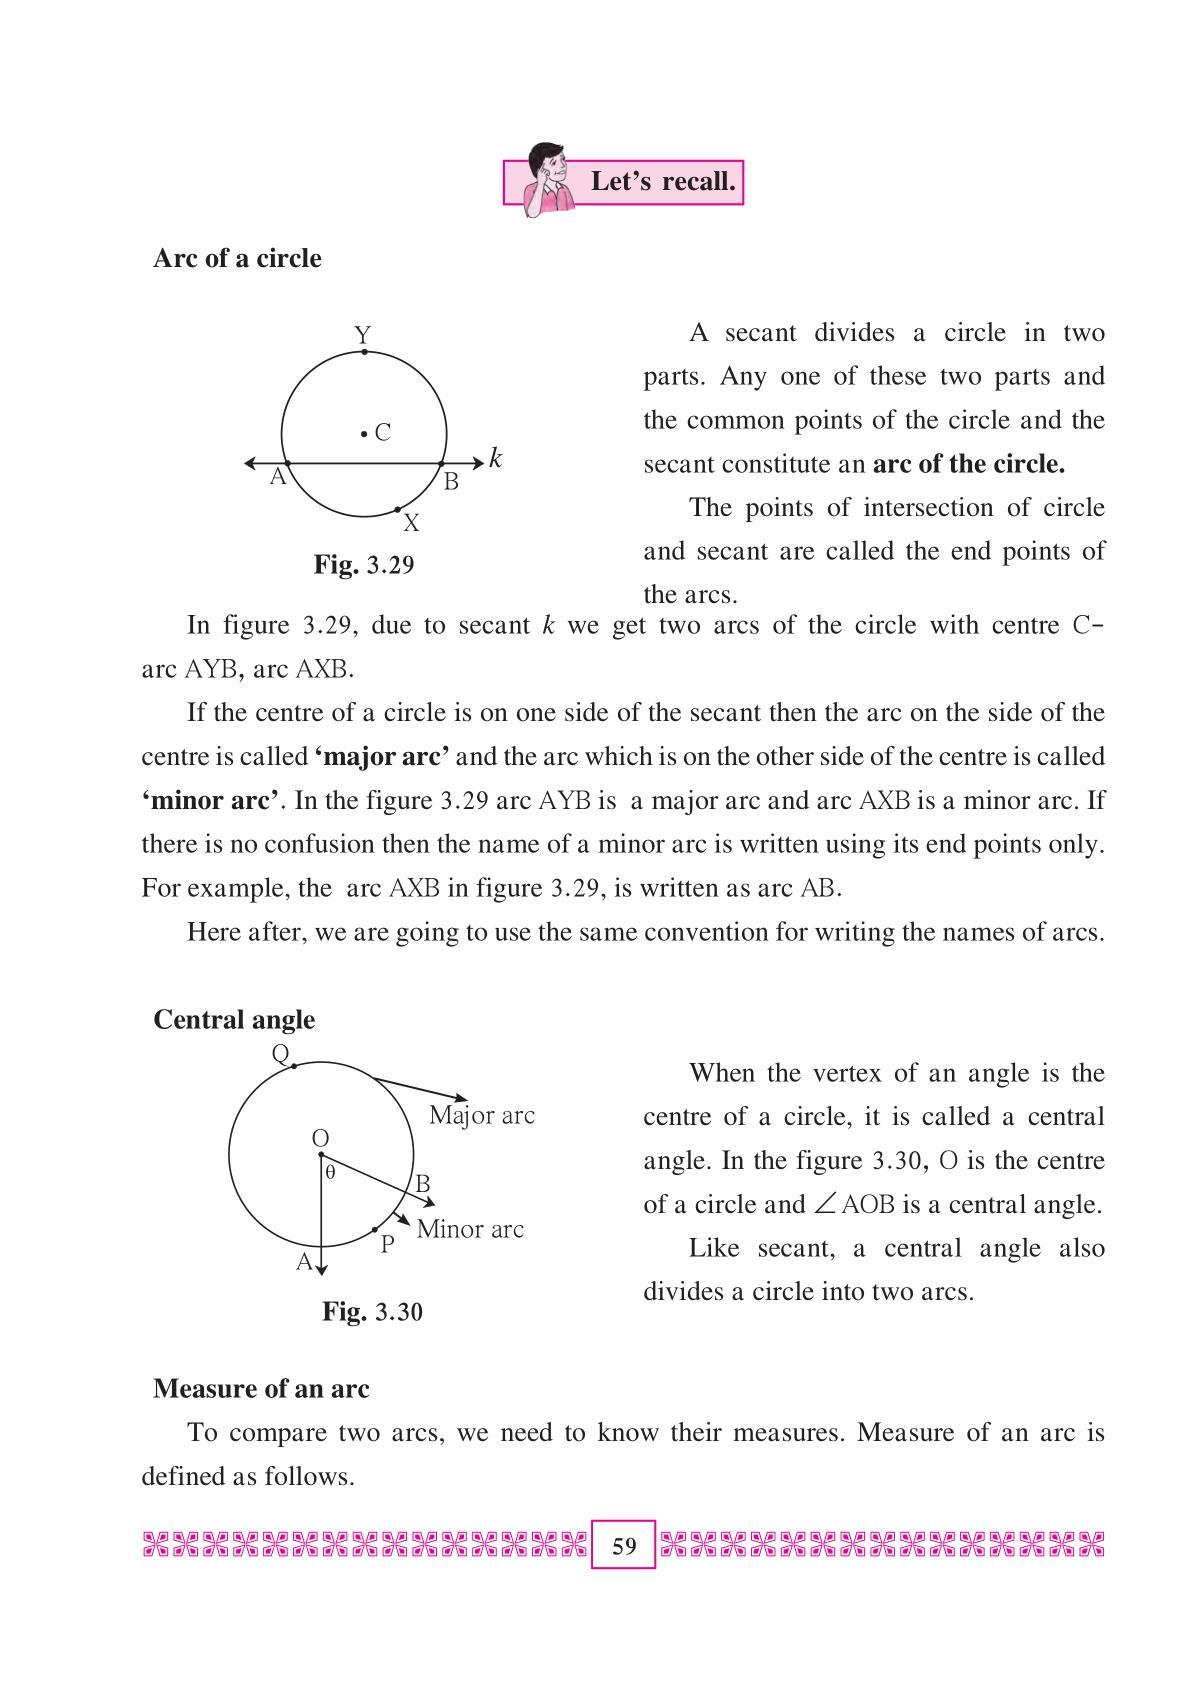 Let's recall.
Arc of a circle
Y
C
k
A
B
X
Fig. 3.29
A secant divides a circle in two
parts. Any one of these two parts and
the common points of the circle and the
secant constitute an arc of the circle.
The points of intersection of circle
and secant are called the end points of
the arcs.
In figure 3.29, due to secant k we get two arcs of the circle with centre C-
arc AYB, arc AXB.
If the centre of a circle is on one side of the secant then the arc on the side of the
centre is called ‘major arc’ and the arc which is on the other side of the centre is called
‘minor arc’. In the figure 3.29 arc AYB is a major arc and arc AXB is a minor arc. If
there is no confusion then the name of a minor arc is written using its end points only.
For example, the arc AXB in figure 3.29, is written as arc AB.
Here after, we are going to use the same convention for writing the names of arcs.
Central angle
Q
Major arc
O
θ
B
Minor arc
P
A
Fig. 3.30
When the vertex of an angle is the
centre of a circle, it is called a central
angle. In the figure 3.30, O is the centre
of a circle and ∠AOB is a central angle.
Like secant, a central angle also
divides a circle into two arcs.
Measure of an arc
To compare two arcs, we need to know their measures. Measure of an arc is
defined as follows.
59